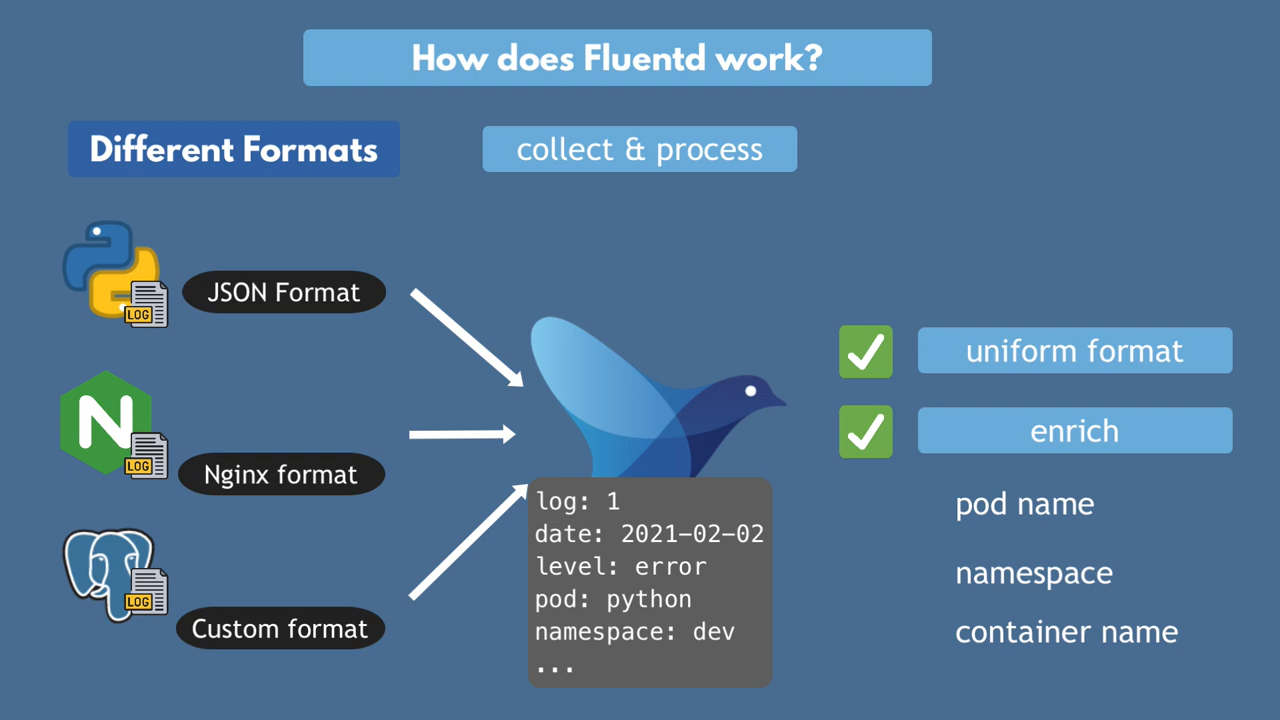 How does Fluentd work?
Different Formats
collect & process
LOG
JSON Format
N
LOG
Nginx format
LOG
Custom format
log: 1
date: 2021-02-02
level: error
pod: python
namespace: dev
...
uniform format
enrich
pod name
namespace
container name